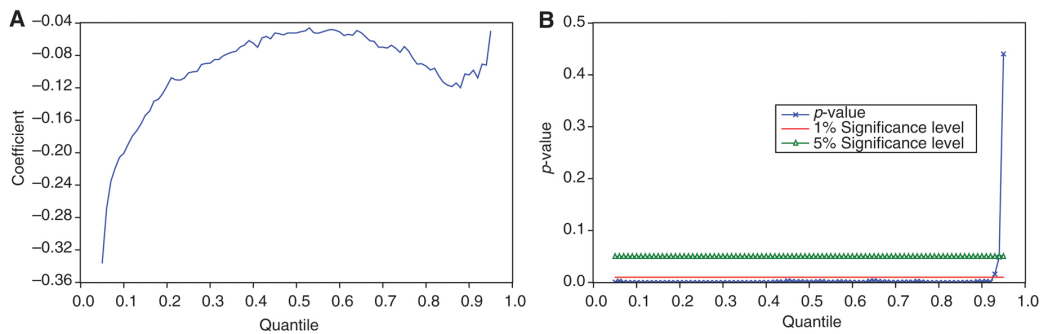 A
−0.04
−0.08
−0.12
−0.16
−0.20
−0.24
−0.28
−0.32
−0.36
Coefficient
0.0 0.1 0.2 0.3 0.4 0.5 0.6 0.7 0.8 0.9 1.0
Quantile
B
0.5
0.4
0.3
0.2
0.1
0.0
p-value
p-value
1% Significance level
5% Significance level
0.0 0.1 0.2 0.3 0.4 0.5 0.6 0.7 0.8 0.9 1.0
Quantile